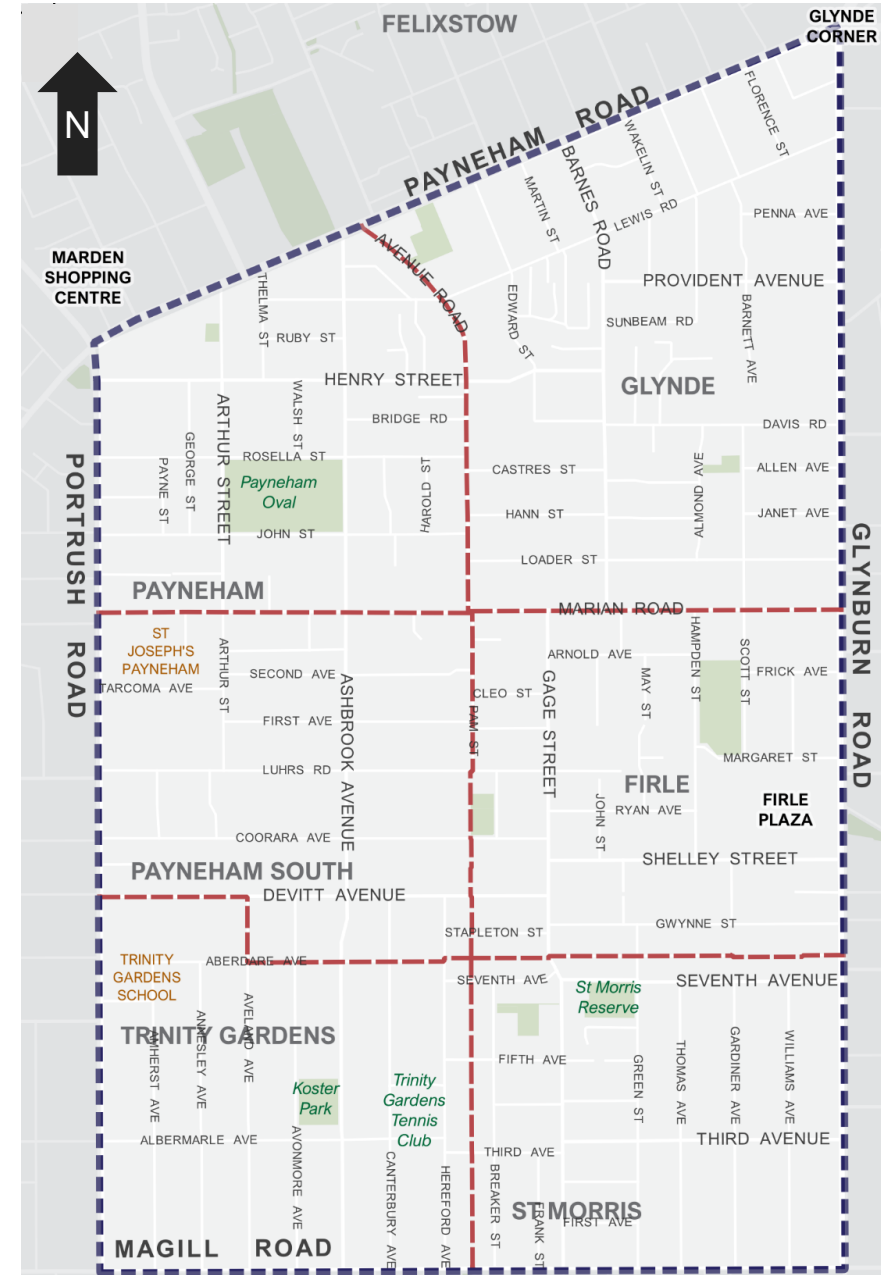 FELIXSTOW
GLYNDE
CORNER
N
PAYNEHAM ROAD
FLORENCE ST
WAKELIN ST
BARNES ROAD
MARTIN ST
LEWIS RD
PENNA AVE
AVENUE ROAD
MARDEN
SHOPPING
CENTRE
THELMA ST
PROVIDENT AVENUE
EDWARD ST
BARNETT AVE
SUNBEAM RD
RUBY ST
HENRY STREET
GLYNDE
WALSH ST
ARTHUR STREET
BRIDGE RD
DAVIS RD
GEORGE ST
PAYNE ST
ROSELLA ST
HAROLD ST
CASTRES ST
ALMOND AVE
ALLEN AVE
Payneham
Oval
PORTRUSH ROAD
HANN ST
JANET AVE
JOHN ST
GLYNBURN ROAD
LOADER ST
PAYNEHAM
MARIAN ROAD
ST
JOSEPH'S
PAYNEHAM
ARTHUR ST
HAMPDEN ST
SCOTT ST
ARNOLD AVE
SECOND AVE
ASHBROOK AVENUE
GAGE STREET
MAY ST
FRICK AVE
TARCOMA AVE
CLEO ST
PAM ST
FIRST AVE
MARGARET ST
LUHRS RD
FIRLE
FIRLE
PLAZA
JOHN ST
RYAN AVE
COORARA AVE
SHELLEY STREET
PAYNEHAM SOUTH
DEVITT AVENUE
GWYNNE ST
STAPLETON ST
TRINITY
GARDENS
SCHOOL
ABERDARE AVE
SEVENTH AVE
SEVENTH AVENUE
St Morris
Reserve
AVELAND AVE
ANNESLEY AVE
AMHERST AVE
TRINITY GARDENS
FIFTH AVE
GREEN ST
THOMAS AVE
GARDINER AVE
WILLIAMS AVE
Koster
Park
Trinity
Gardens
Tennis
Club
ALBERMARLE AVE
AVONMORE AVE
THIRD AVENUE
THIRD AVE
CANTERBURY AVE
HEREFORD AVE
BREAKER ST
FRANK ST
ST MORRIS
FIRST AVE
MAGILL ROAD